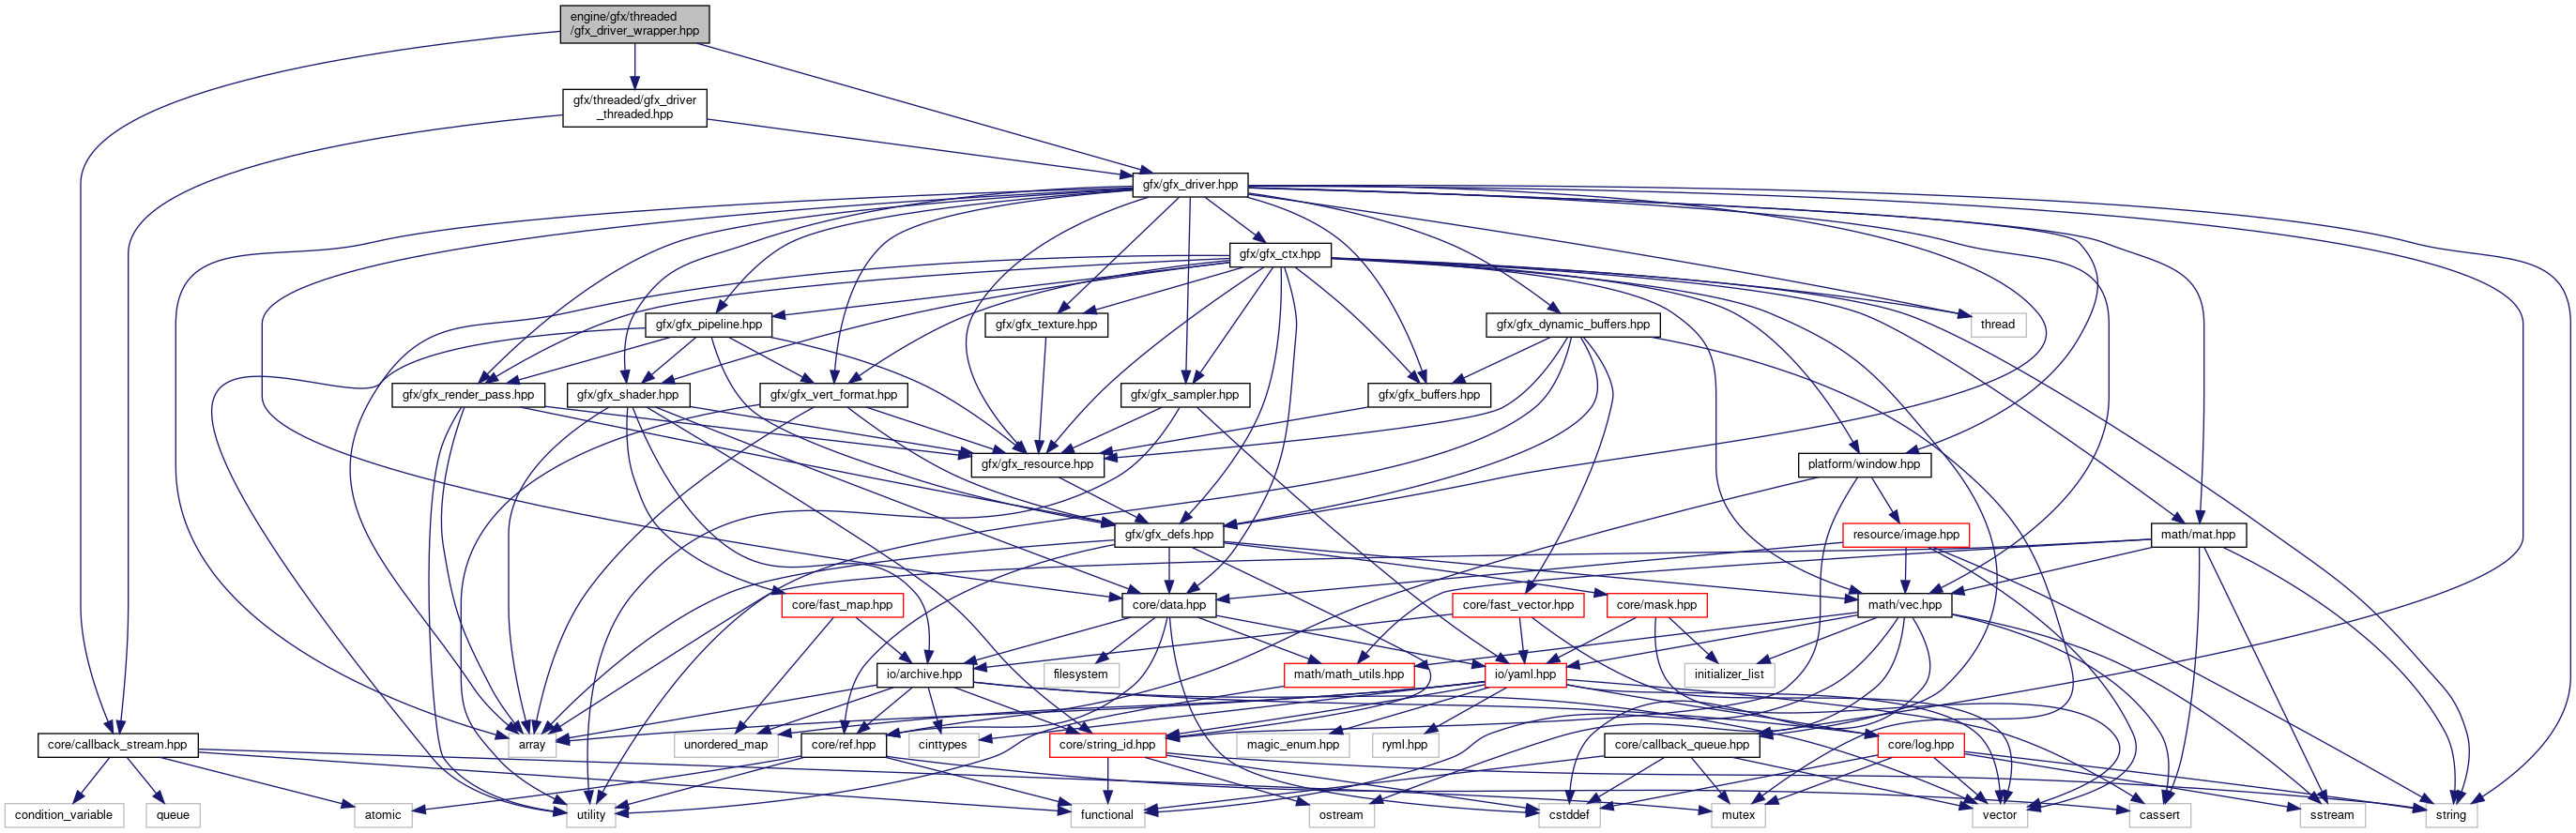 engine/gfx/threaded
/gfx_driver_wrapper.hpp
gfx/threaded/gfx_driver
_threaded.hpp
gfx/gfx_driver.hpp
gfx/gfx_ctx.hpp
gfx/gfx_pipeline.hpp
gfx/gfx_texture.hpp
gfx/gfx_dynamic_buffers.hpp
thread
gfx/gfx_render_pass.hpp
gfx/gfx_shader.hpp
gfx/gfx_vert_format.hpp
gfx/gfx_sampler.hpp
gfx/gfx_buffers.hpp
gfx/gfx_resource.hpp
platform/window.hpp
gfx/gfx_defs.hpp
resource/image.hpp
math/mat.hpp
core/fast_map.hpp
core/data.hpp
core/fast_vector.hpp
core/mask.hpp
math/vec.hpp
io/archive.hpp
filesystem
math/math_utils.hpp
io/yaml.hpp
initializer_list
core/callback_stream.hpp
array
unordered_map
core/ref.hpp
cinttypes
core/string_id.hpp
magic_enum.hpp
ryml.hpp
core/callback_queue.hpp
core/log.hpp
condition_variable
queue
atomic
utility
functional
ostream
cstddef
mutex
vector
cassert
sstream
string